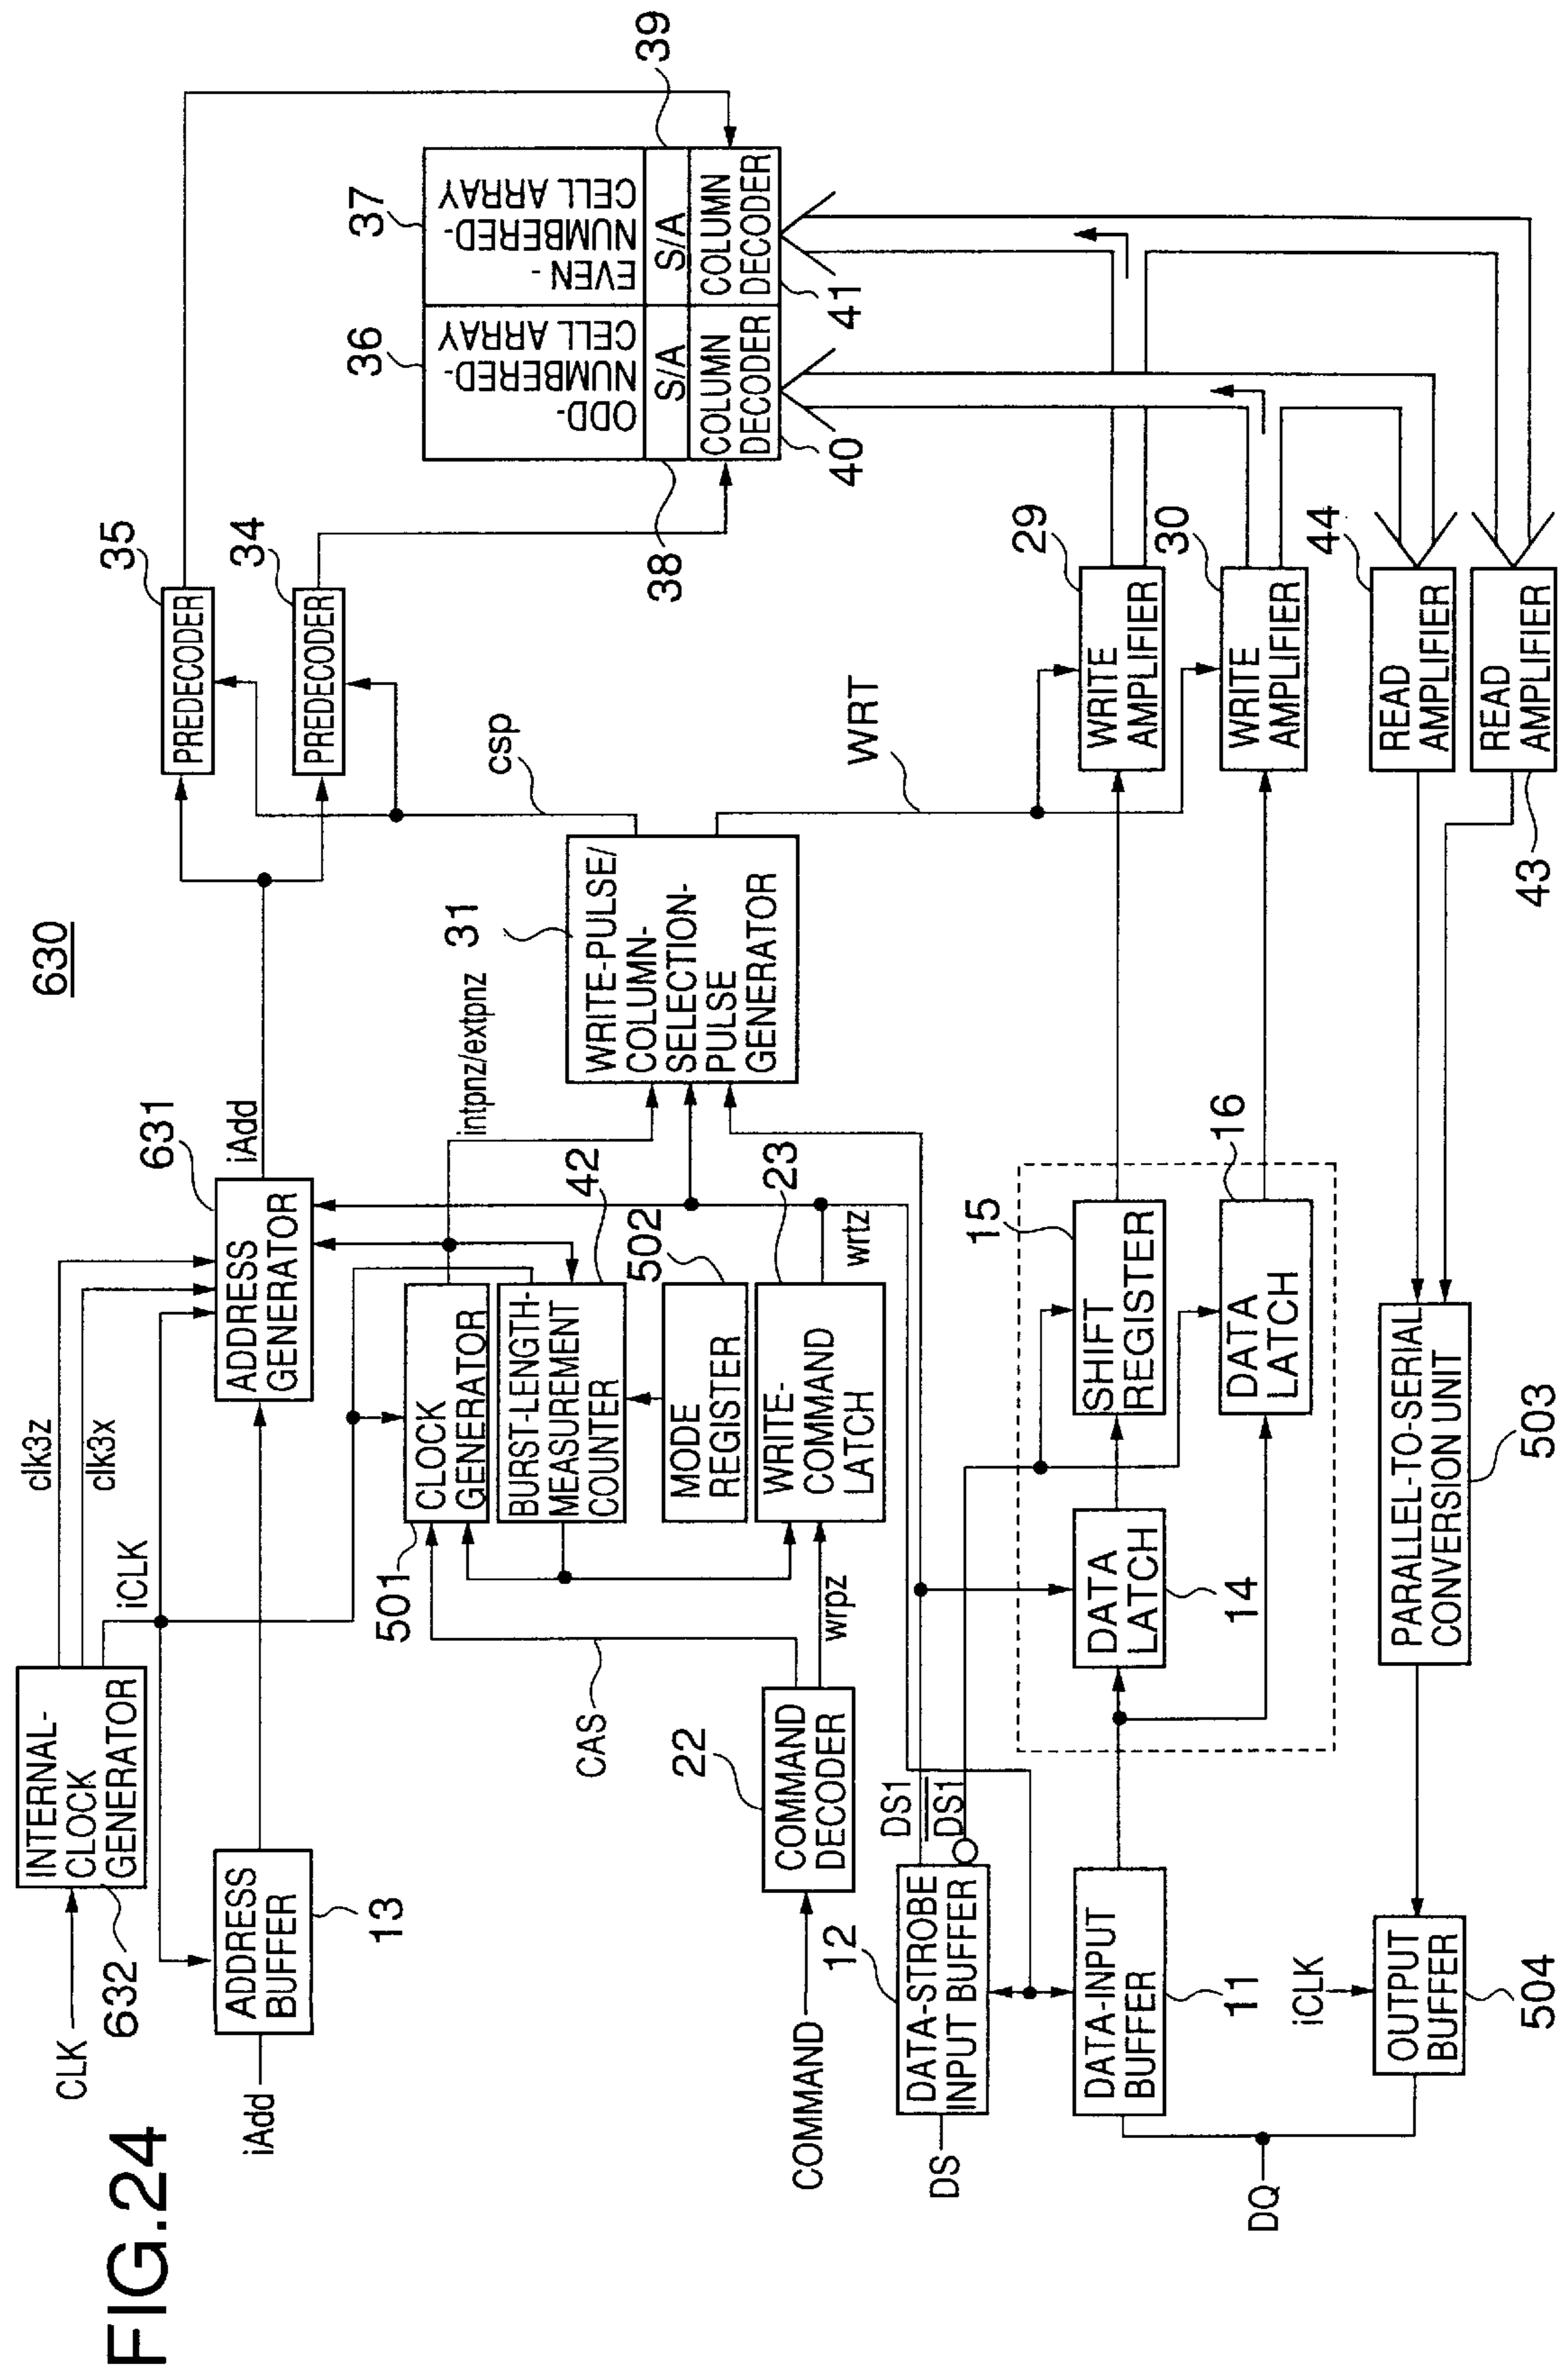 FIG.24
630
CLK
INTERNAL-
CLOCK
GENERATOR
632
clk3z
clk3x
iCLK
iAdd
ADDRESS
BUFFER
13
ADDRESS
GENERATOR
631
iAdd
PREDECODER
35
PREDECODER
34
CLOCK
GENERATOR
501
BURST-LENGTH-
MEASUREMENT
COUNTER
42
MODE
REGISTER
502
WRITE-
COMMAND
LATCH
23
intpnz/extpnz
wrtz
wrpz
CAS
COMMAND
COMMAND
DECODER
22
WRITE-PULSE/
COLUMN-
SELECTION-
PULSE
GENERATOR
31
csp
WRT
ODD-
NUMBERED-
CELL ARRAY
36
EVEN-
NUMBERED-
CELL ARRAY
37
S/A
38
S/A
39
COLUMN
DECODER
40
COLUMN
DECODER
41
DS
DATA-STROBE
INPUT BUFFER
12
DS1
DS1
DQ
DATA-INPUT
BUFFER
11
DATA
LATCH
14
SHIFT
REGISTER
15
DATA
LATCH
16
WRITE
AMPLIFIER
29
WRITE
AMPLIFIER
30
READ
AMPLIFIER
44
READ
AMPLIFIER
43
PARALLEL-TO-SERIAL
CONVERSION UNIT
503
iCLK
OUTPUT
BUFFER
504